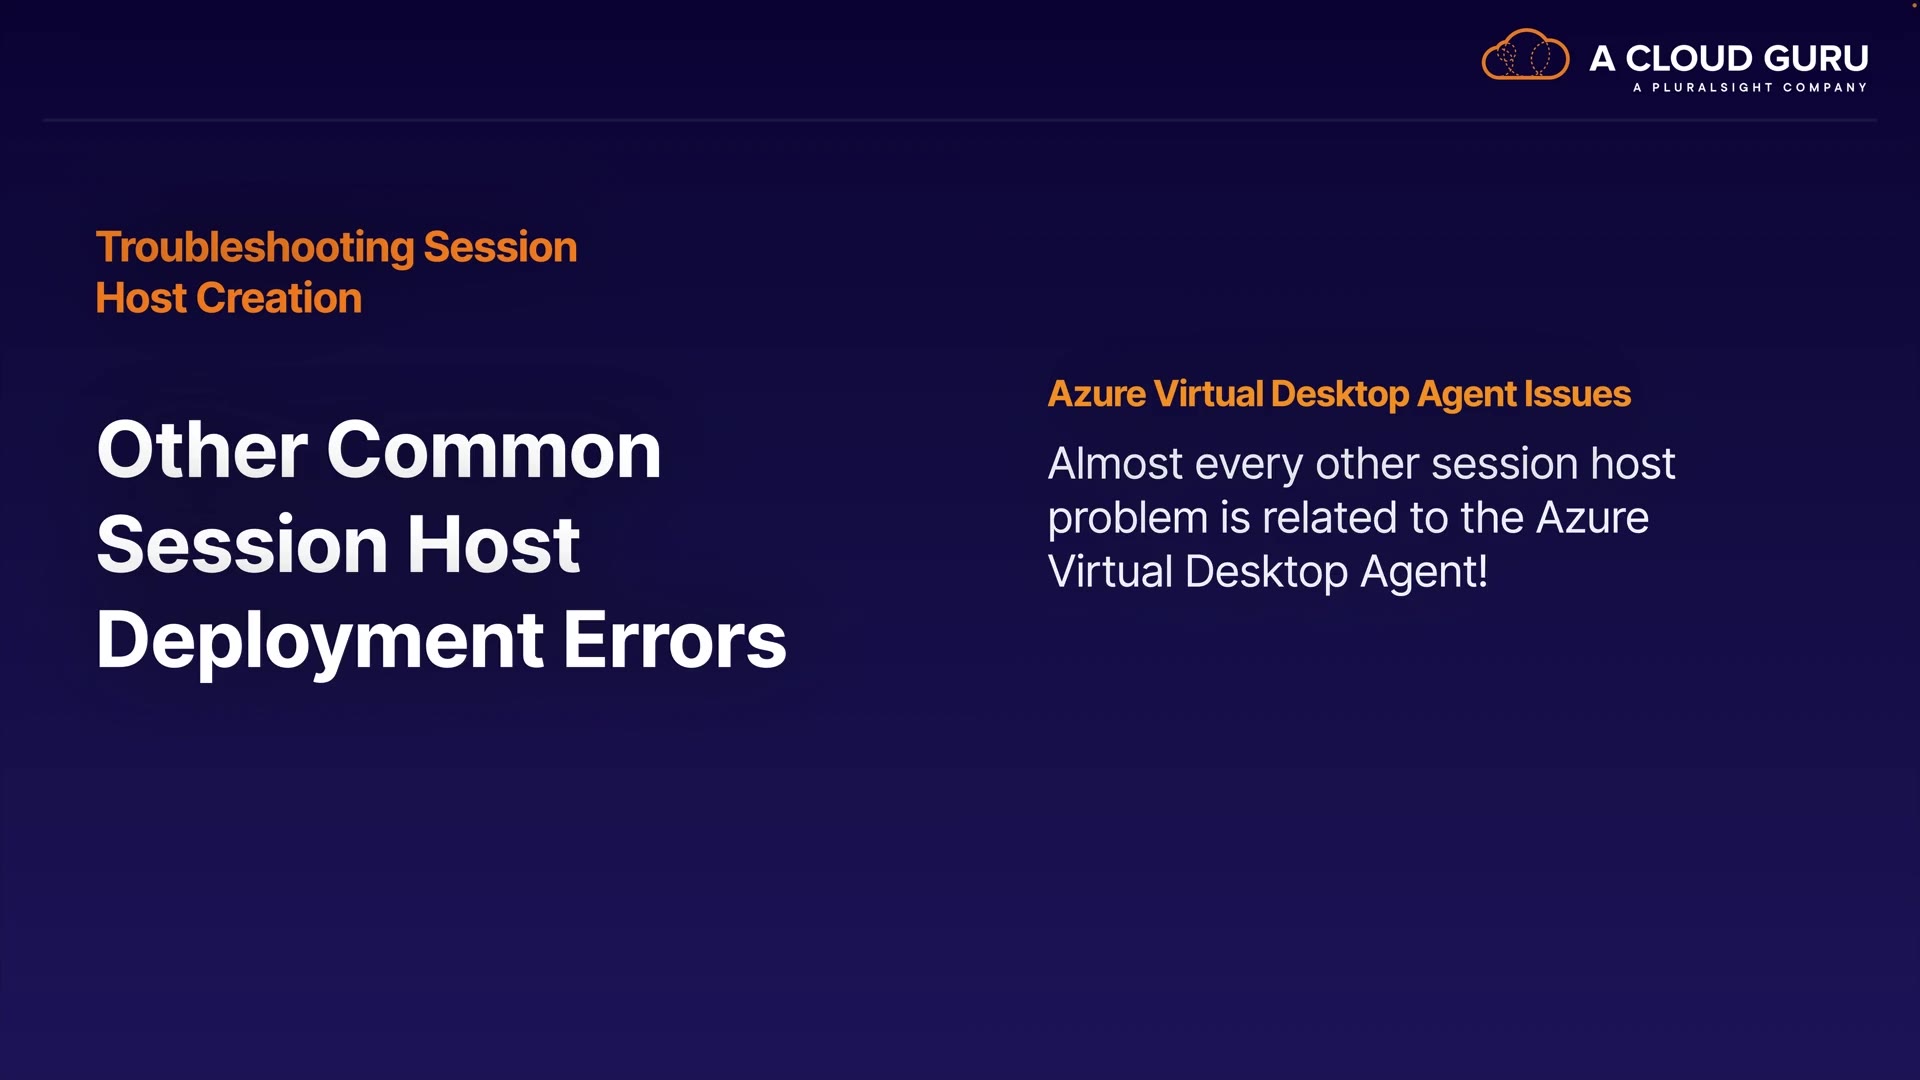 A CLOUD GURU
A PLURALSIGHT COMPANY
Troubleshooting Session
Host Creation
Other Common
Session Host
Deployment Errors
Azure Virtual Desktop Agent Issues
Almost every other session host
problem is related to the Azure
Virtual Desktop Agent!